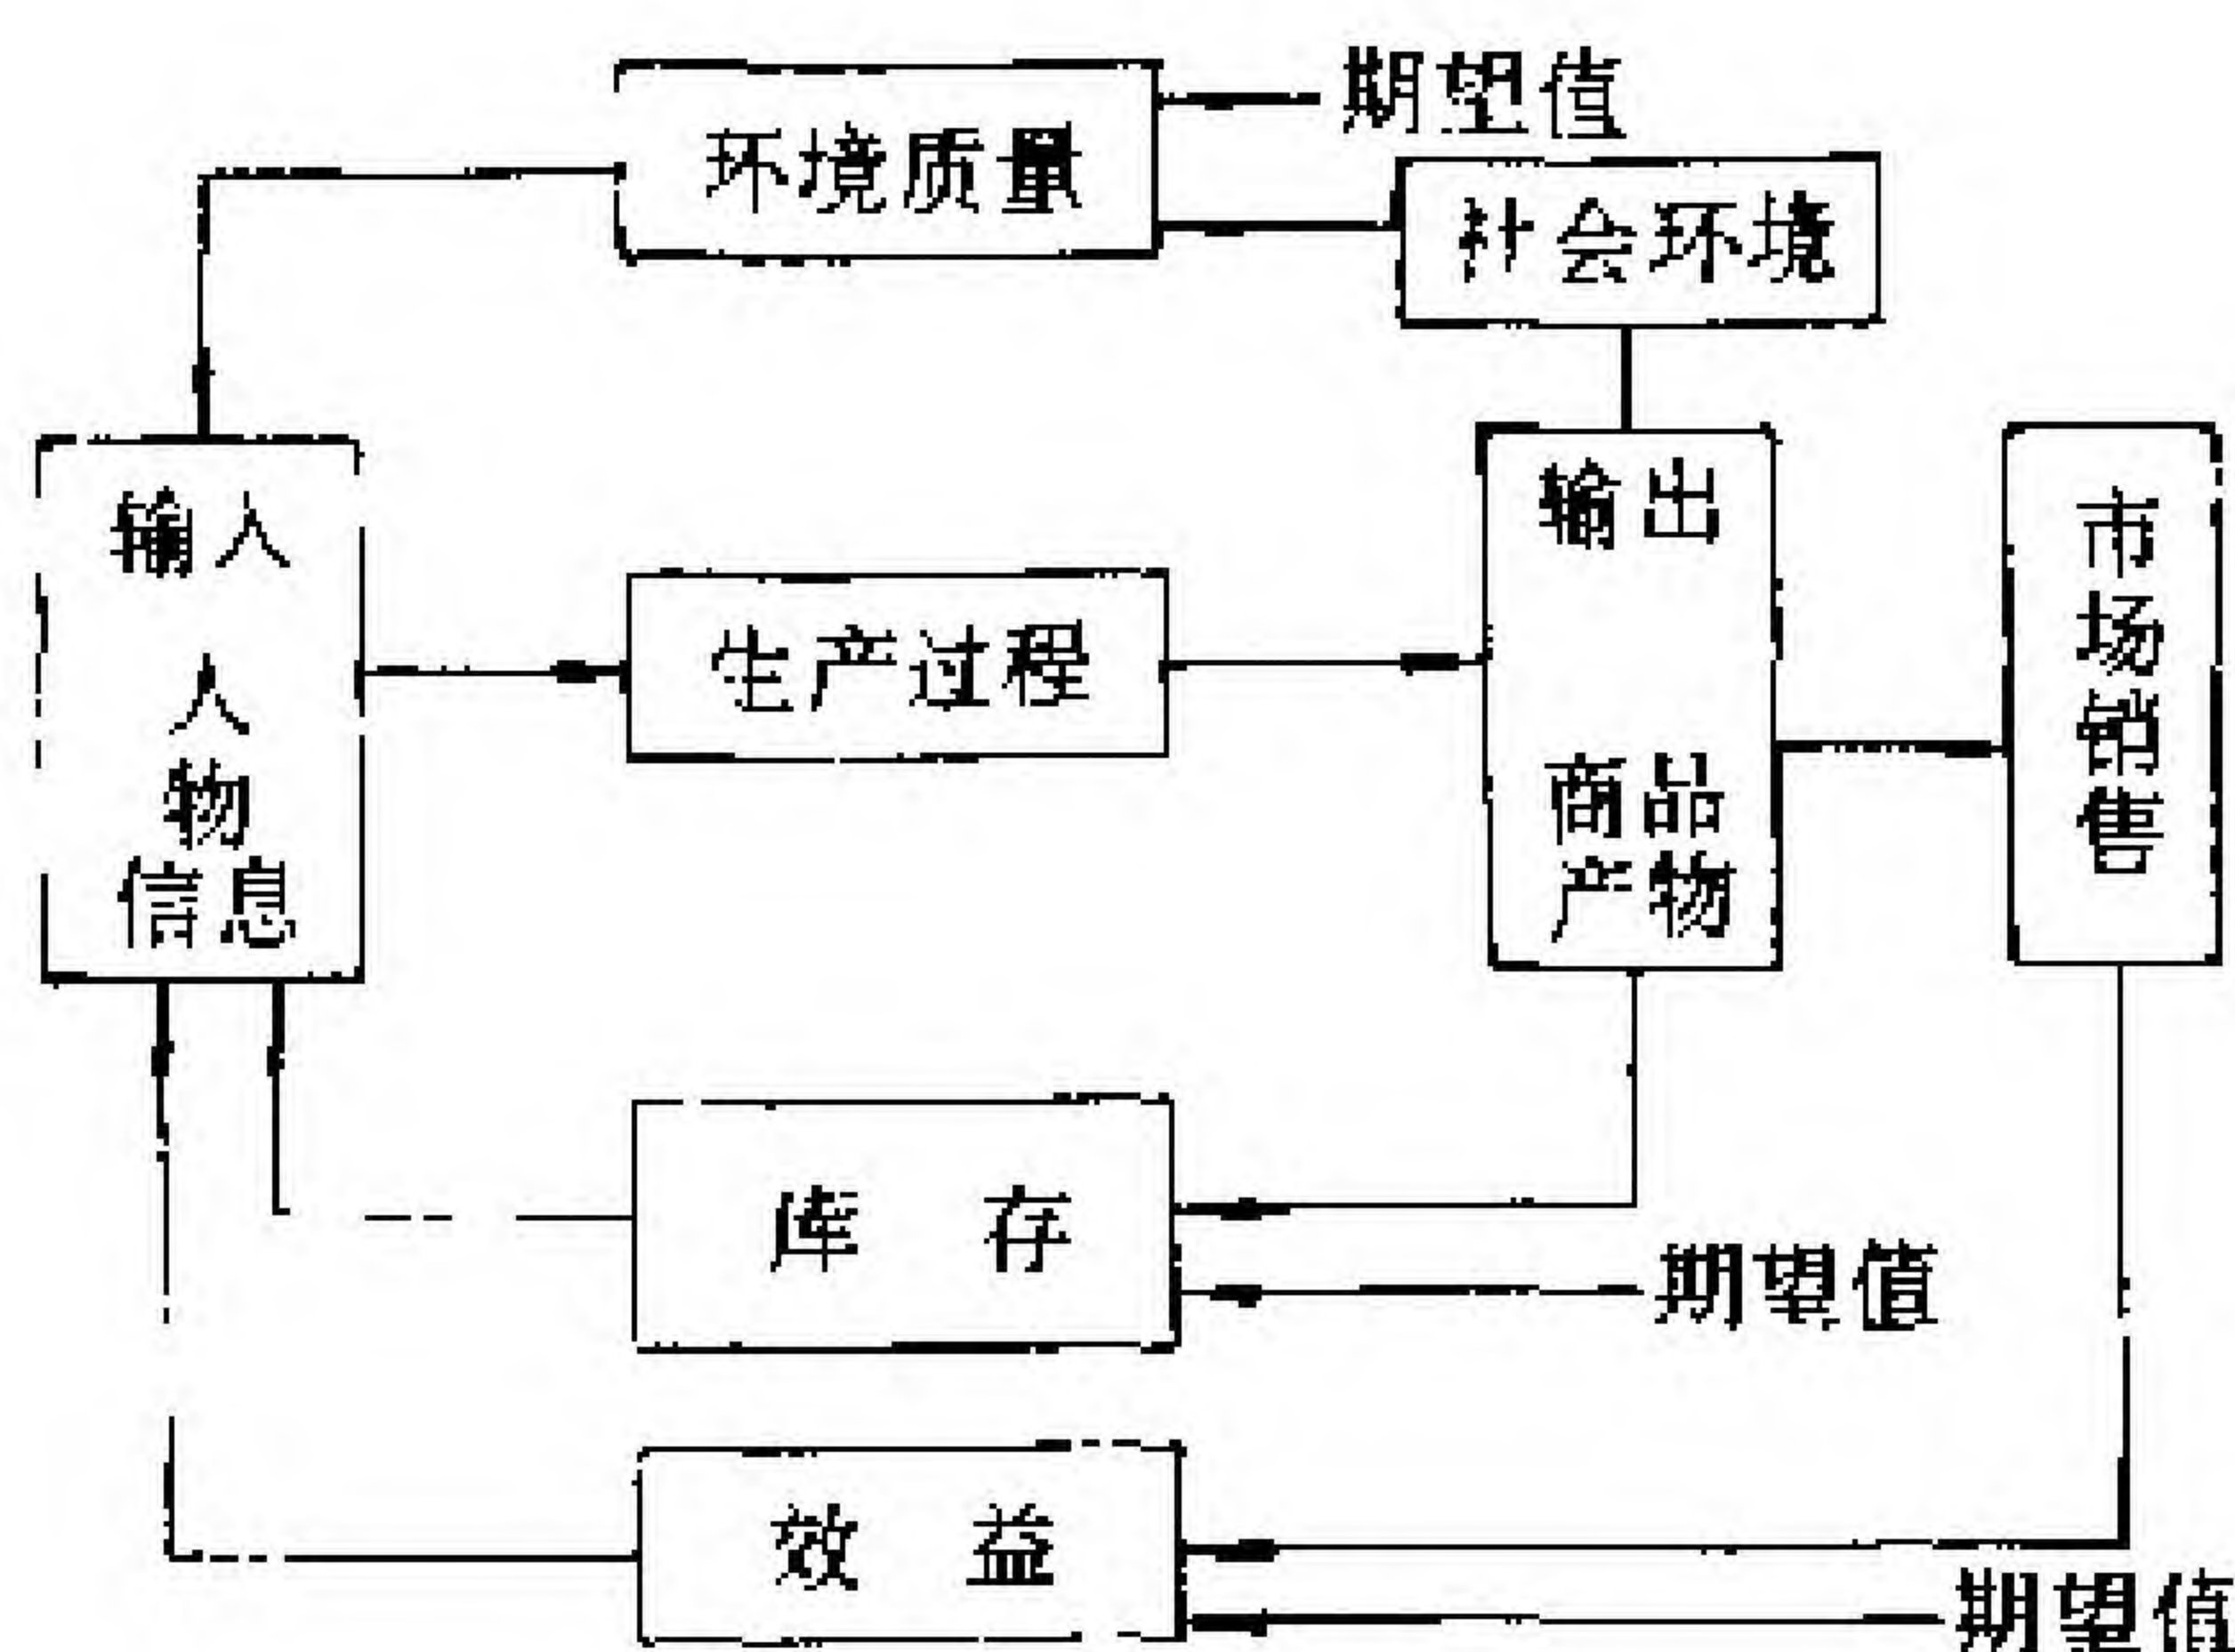 期望值
环境质量
社会环境
输入
人
物
信息
生产过程
输出
商品
产物
市场销售
库存
期望值
效益
期望值